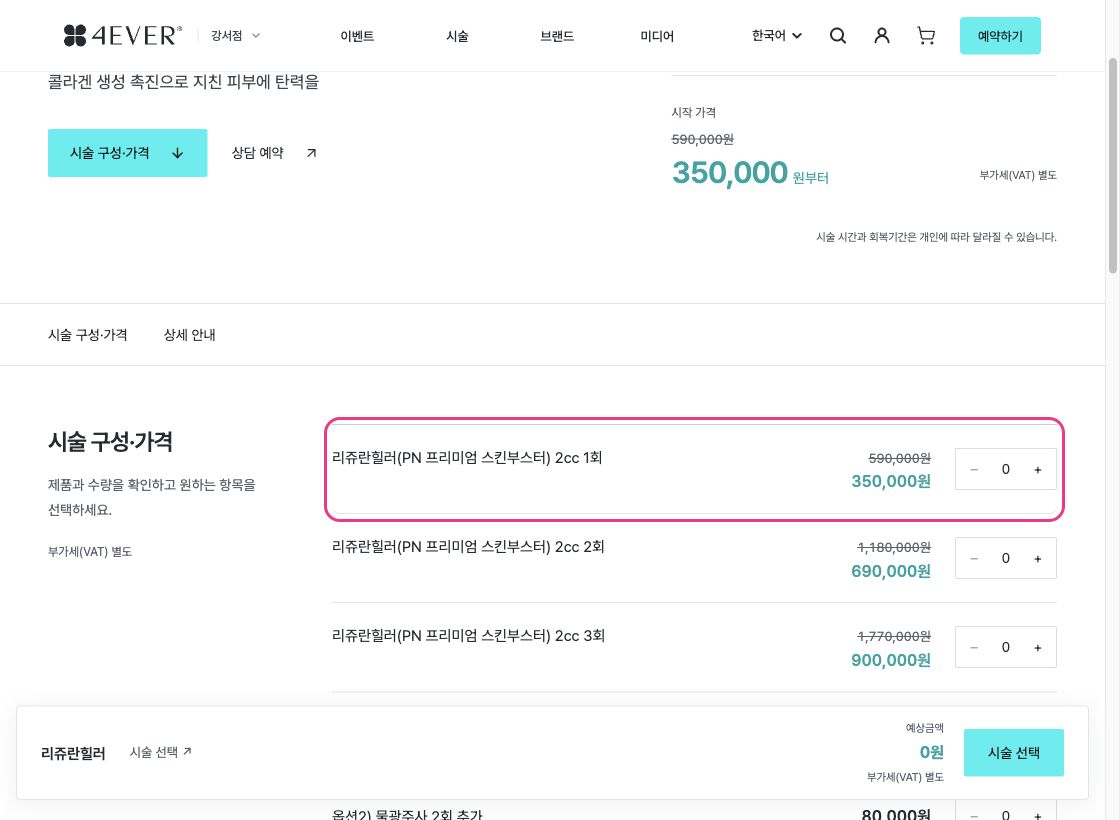 4EVER® 강서점 이벤트 시술 브랜드 미디어 한국어 예약하기
콜라겐 생성 촉진으로 지친 피부에 탄력을
시술 구성·가격 ↓ 상담 예약 ↗
시작 가격
590,000원
350,000 원부터
부가세(VAT) 별도
시술 시간과 회복기간은 개인에 따라 달라질 수 있습니다.
시술 구성·가격 상세 안내
시술 구성·가격
제품과 수량을 확인하고 원하는 항목을
선택하세요.
부가세(VAT) 별도
리쥬란힐러(PN 프리미엄 스킨부스터) 2cc 1회
590,000원
350,000원
− 0 +
리쥬란힐러(PN 프리미엄 스킨부스터) 2cc 2회
1,180,000원
690,000원
− 0 +
리쥬란힐러(PN 프리미엄 스킨부스터) 2cc 3회
1,770,000원
900,000원
− 0 +
리쥬란힐러 시술 선택 ↗
예상금액
0원
부가세(VAT) 별도
시술 선택
옵션2) 물광주사 2회 추가 80,000원 − 0 +